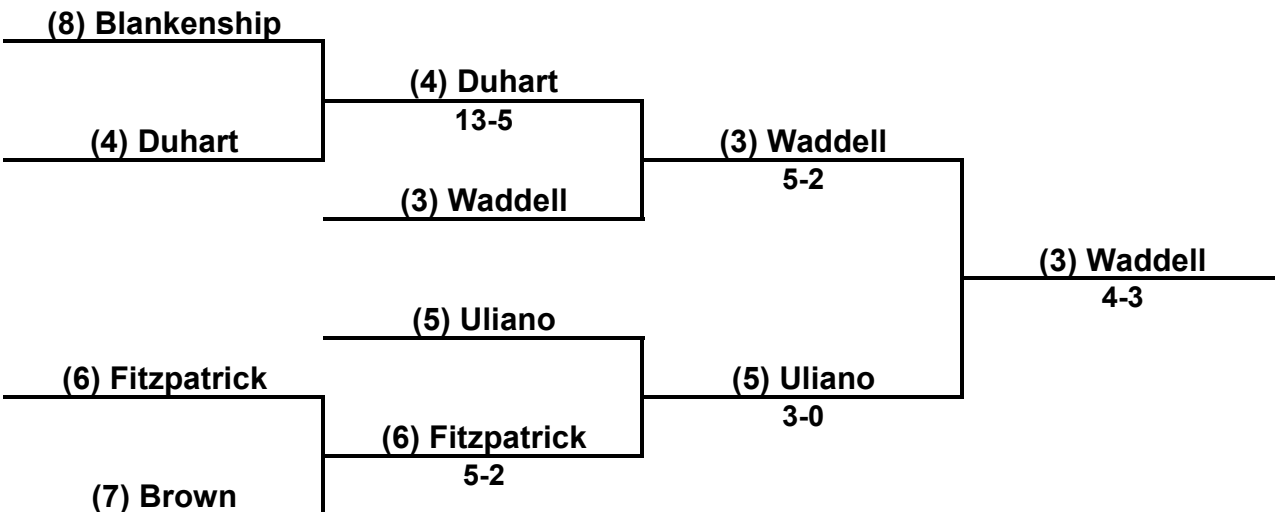 (8) Blankenship
(4) Duhart
13-5
(4) Duhart
(3) Waddell
5-2
(3) Waddell
(3) Waddell
4-3
(5) Uliano
(6) Fitzpatrick
(5) Uliano
3-0
(6) Fitzpatrick
5-2
(7) Brown